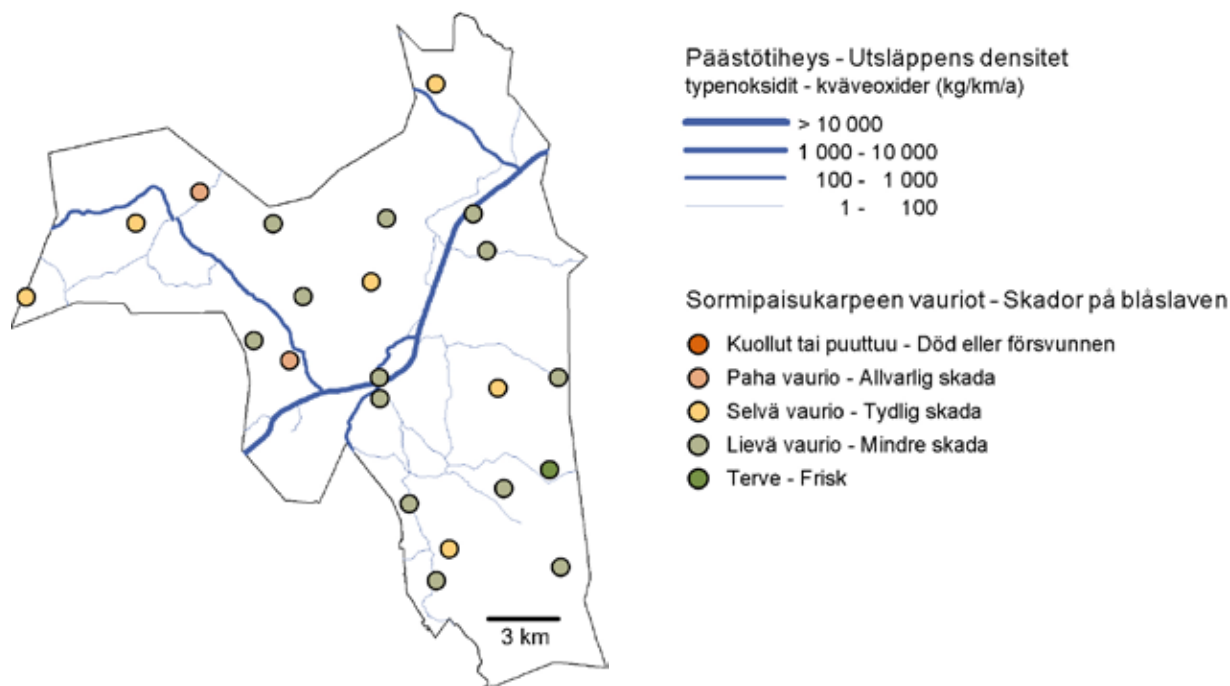 Päästötiheys - Utsläppens densitet
typenoksidit - kväveoxider (kg/km/a)
> 10 000
1 000 - 10 000
100 - 1 000
1 - 100
Sormipaisukarpeen vauriot - Skador på blåslaven
Kuollut tai puuttuu - Död eller försvunnen
Paha vaurio - Allvarlig skada
Selvä vaurio - Tydlig skada
Lievä vaurio - Mindre skada
Terve - Frisk
3 km